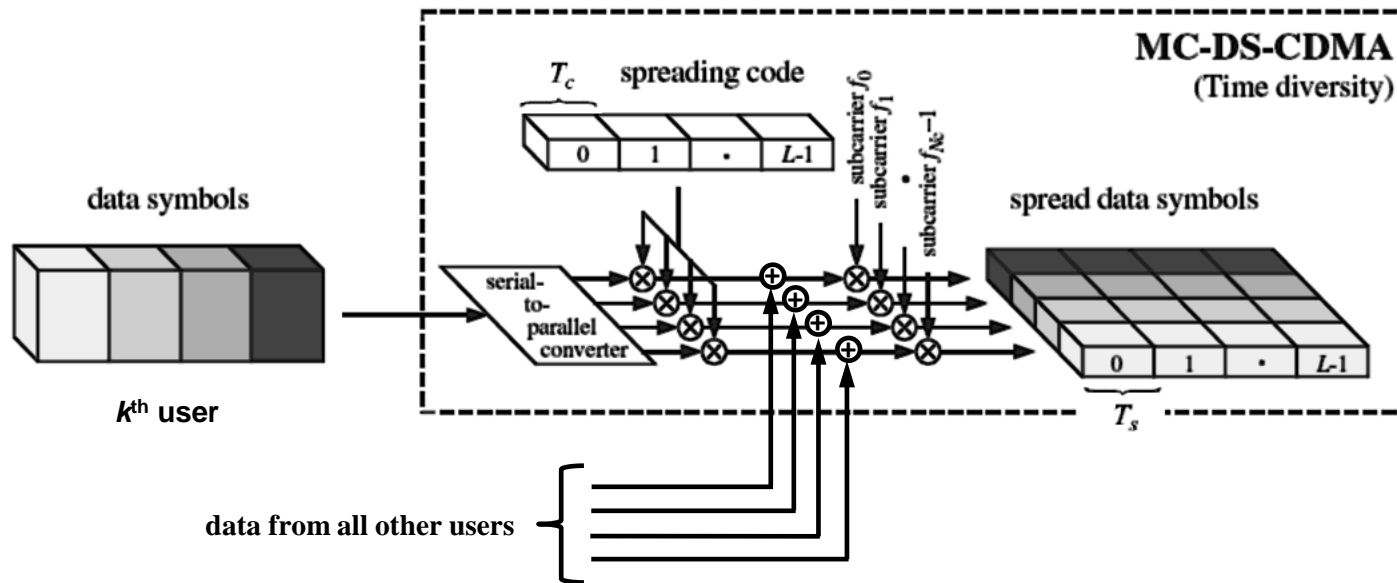 MC-DS-CDMA
(Time diversity)
T_c spreading code
0 1 · L-1
subcarrier f_0
subcarrier f_1
•
subcarrier f_Nc–1
data symbols
spread data symbols
serial-
to-
parallel
converter
0 1 · L-1
T_s
kth user
data from all other users